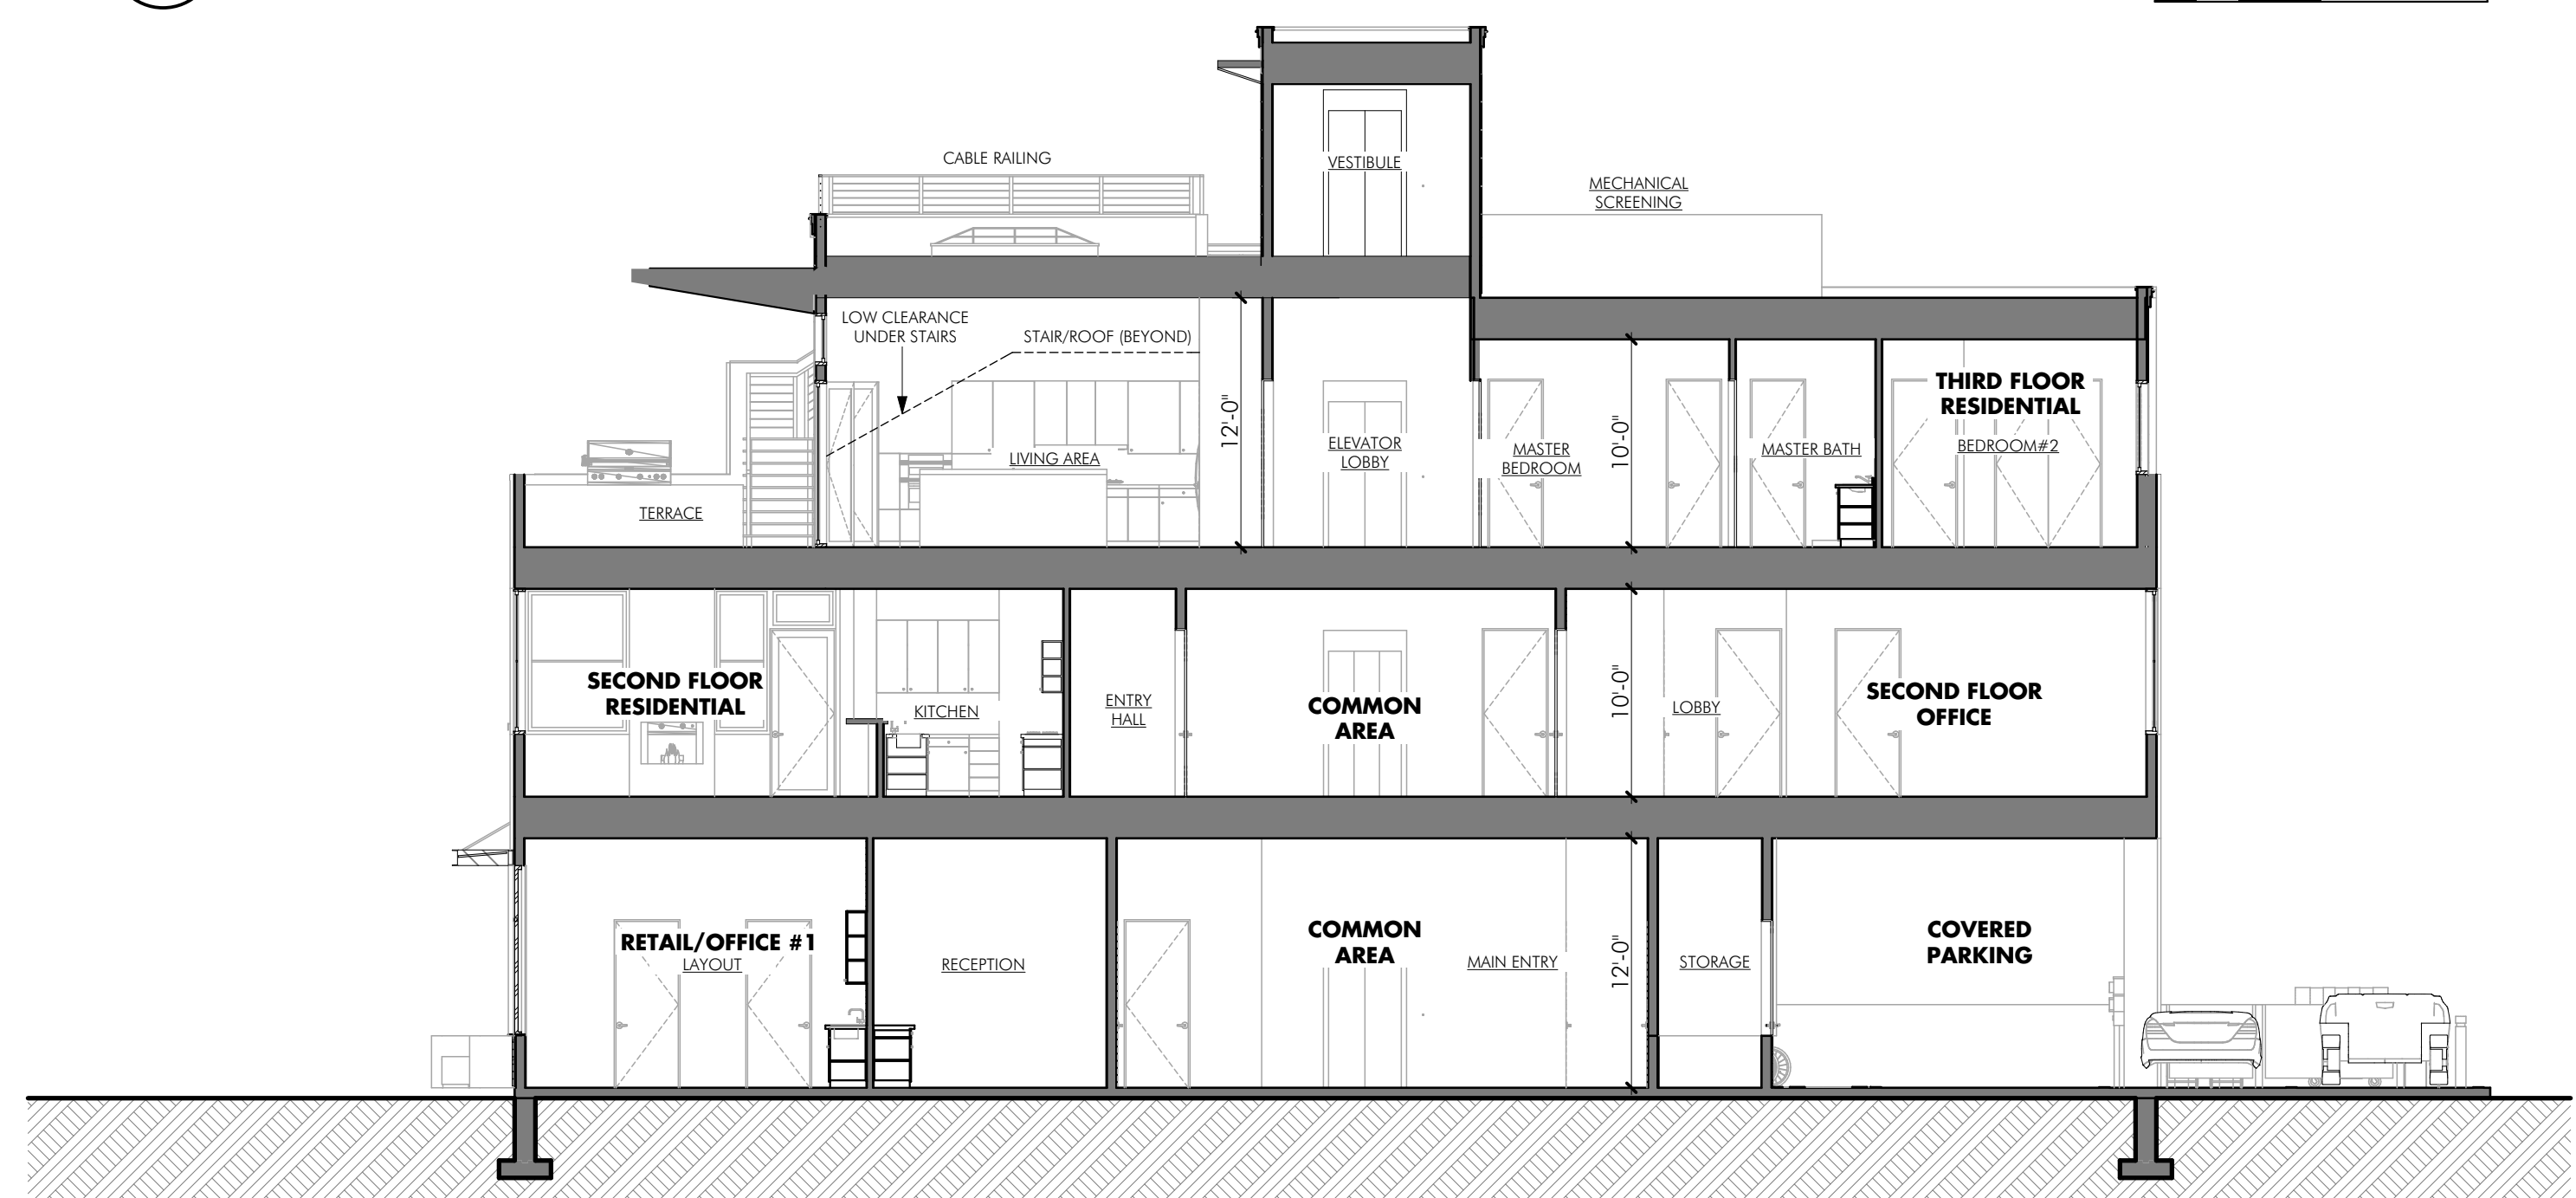 CABLE RAILING
VESTIBULE
MECHANICAL
SCREENING
LOW CLEARANCE
UNDER STAIRS
STAIR/ROOF (BEYOND)
12'-0"
LIVING AREA
TERRACE
ELEVATOR
LOBBY
MASTER
BEDROOM
10'-0"
MASTER BATH
THIRD FLOOR
RESIDENTIAL
BEDROOM#2
SECOND FLOOR
RESIDENTIAL
KITCHEN
ENTRY
HALL
COMMON
AREA
10'-0"
LOBBY
SECOND FLOOR
OFFICE
RETAIL/OFFICE #1
LAYOUT
RECEPTION
COMMON
AREA
MAIN ENTRY
12'-0"
STORAGE
COVERED
PARKING